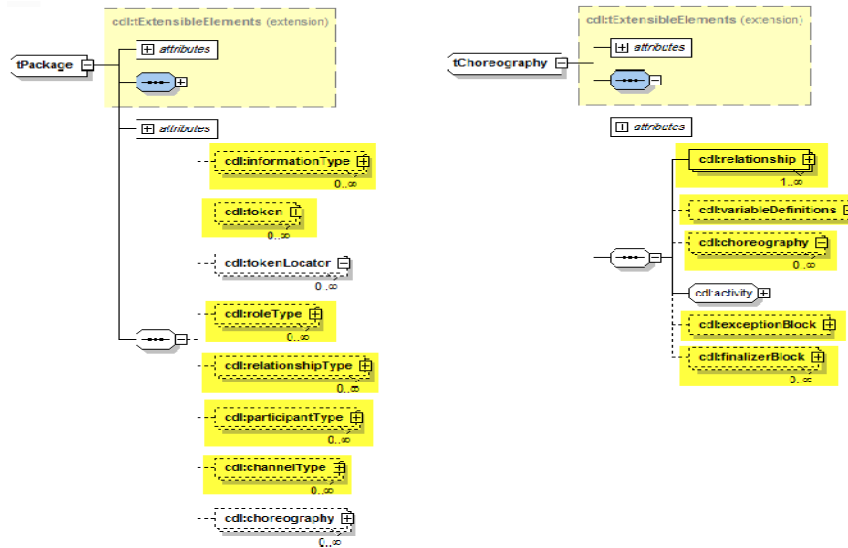 cdl:tExtensibleElements (extension)
attributes
tPackage
attributes
cdl:informationType
0..∞
cdl:token
0..∞
cdl:tokenLocator
0..∞
cdl:roleType
0..∞
cdl:relationshipType
0..∞
cdl:participantType
0..∞
cdl:channelType
0..∞
cdl:choreography
0..∞
cdl:tExtensibleElements (extension)
attributes
tChoreography
attributes
cdl:relationship
1..∞
cdl:variableDefinitions
cdl:choreography
0..∞
cdl:activity
cdl:exceptionBlock
cdl:finalizerBlock
0..∞